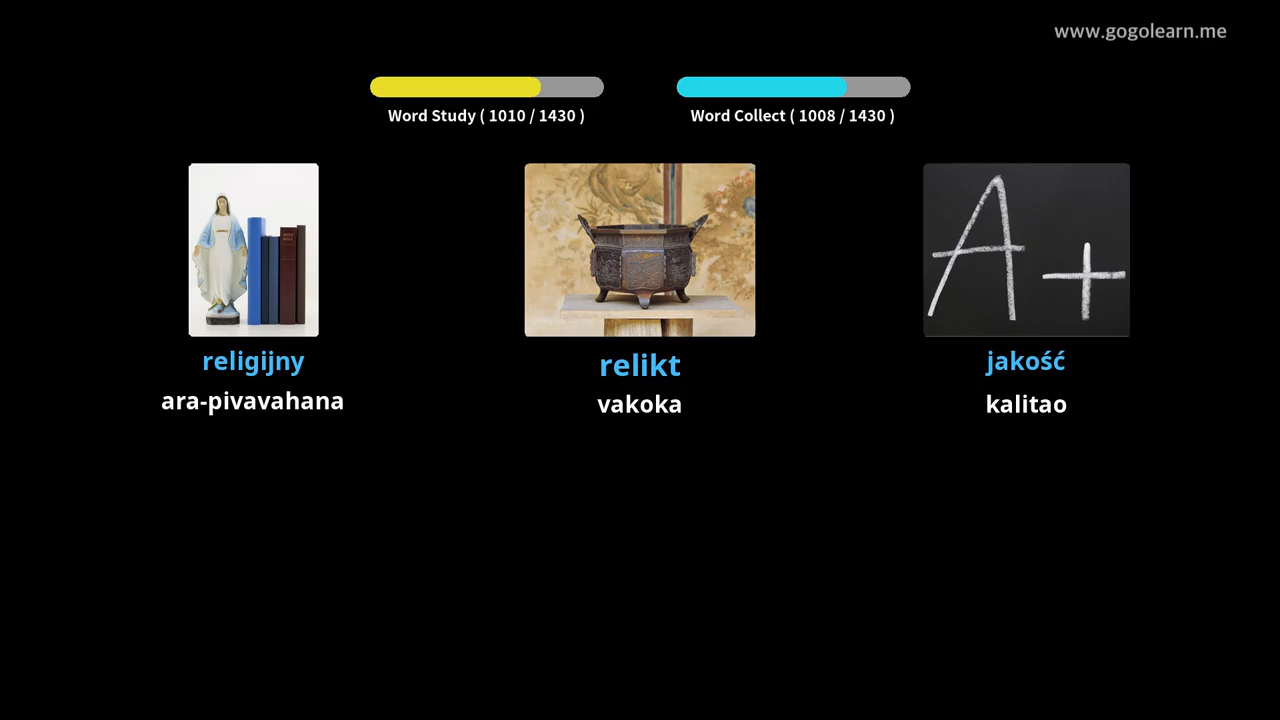 www.gogolearn.me
Word Study ( 1010 / 1430 )
Word Collect ( 1008 / 1430 )
A+
religijny
relikt
jakość
ara-pivavahana
vakoka
kalitao